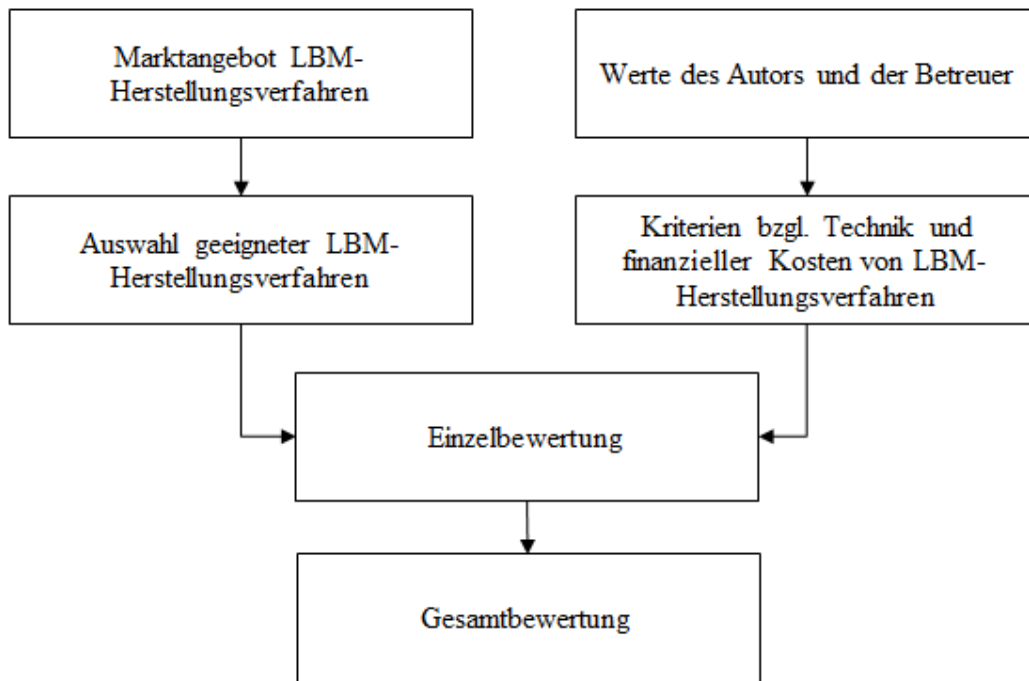 Marktangebot LBM-
Herstellungsverfahren
Werte des Autors und der Betreuer
Auswahl geeigneter LBM-
Herstellungsverfahren
Kriterien bzgl. Technik und
finanzieller Kosten von LBM-
Herstellungsverfahren
Einzelbewertung
Gesamtbewertung